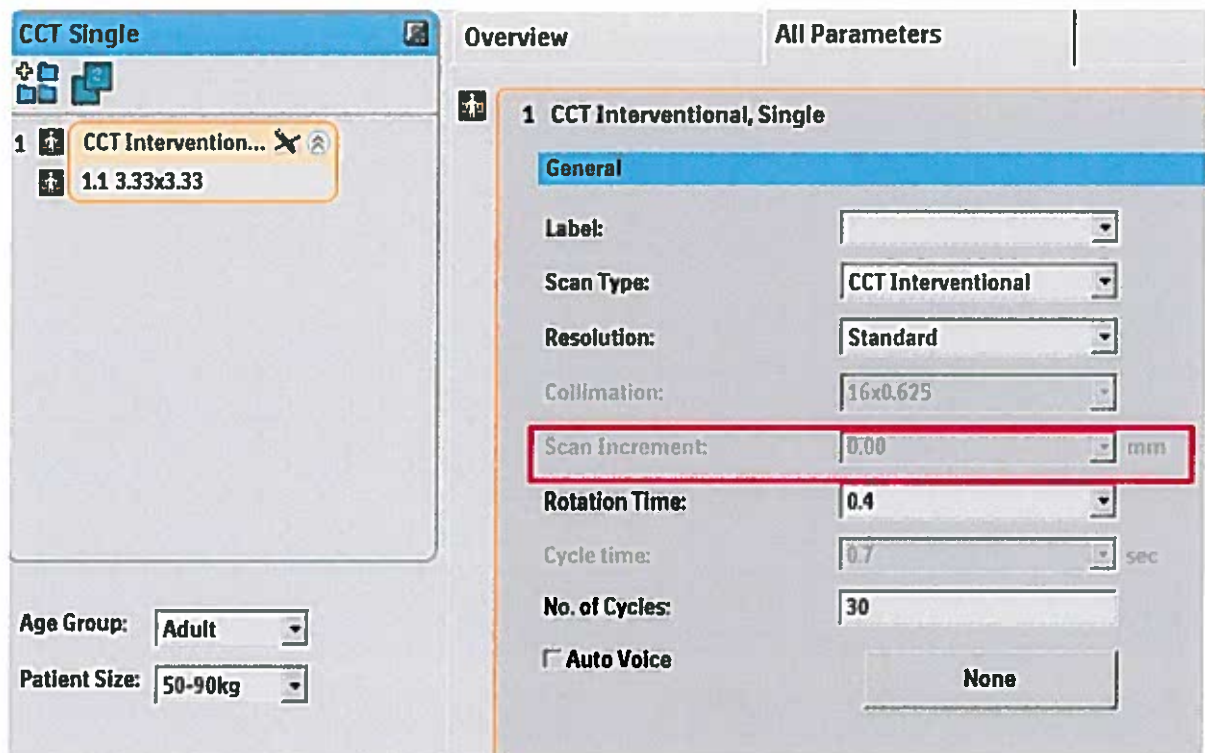 CCT Single
1 CCT Intervention...
1.1 3.33x3.33
Age Group: Adult
Patient Size: 50-90kg
Overview All Parameters
1 CCT Interventional, Single
General
Label:
Scan Type: CCT Interventional
Resolution: Standard
Collimation: 16x0.625
Scan Increment: 0.00 mm
Rotation Time: 0.4
Cycle time: 0.7 sec
No. of Cycles: 30
Auto Voice None